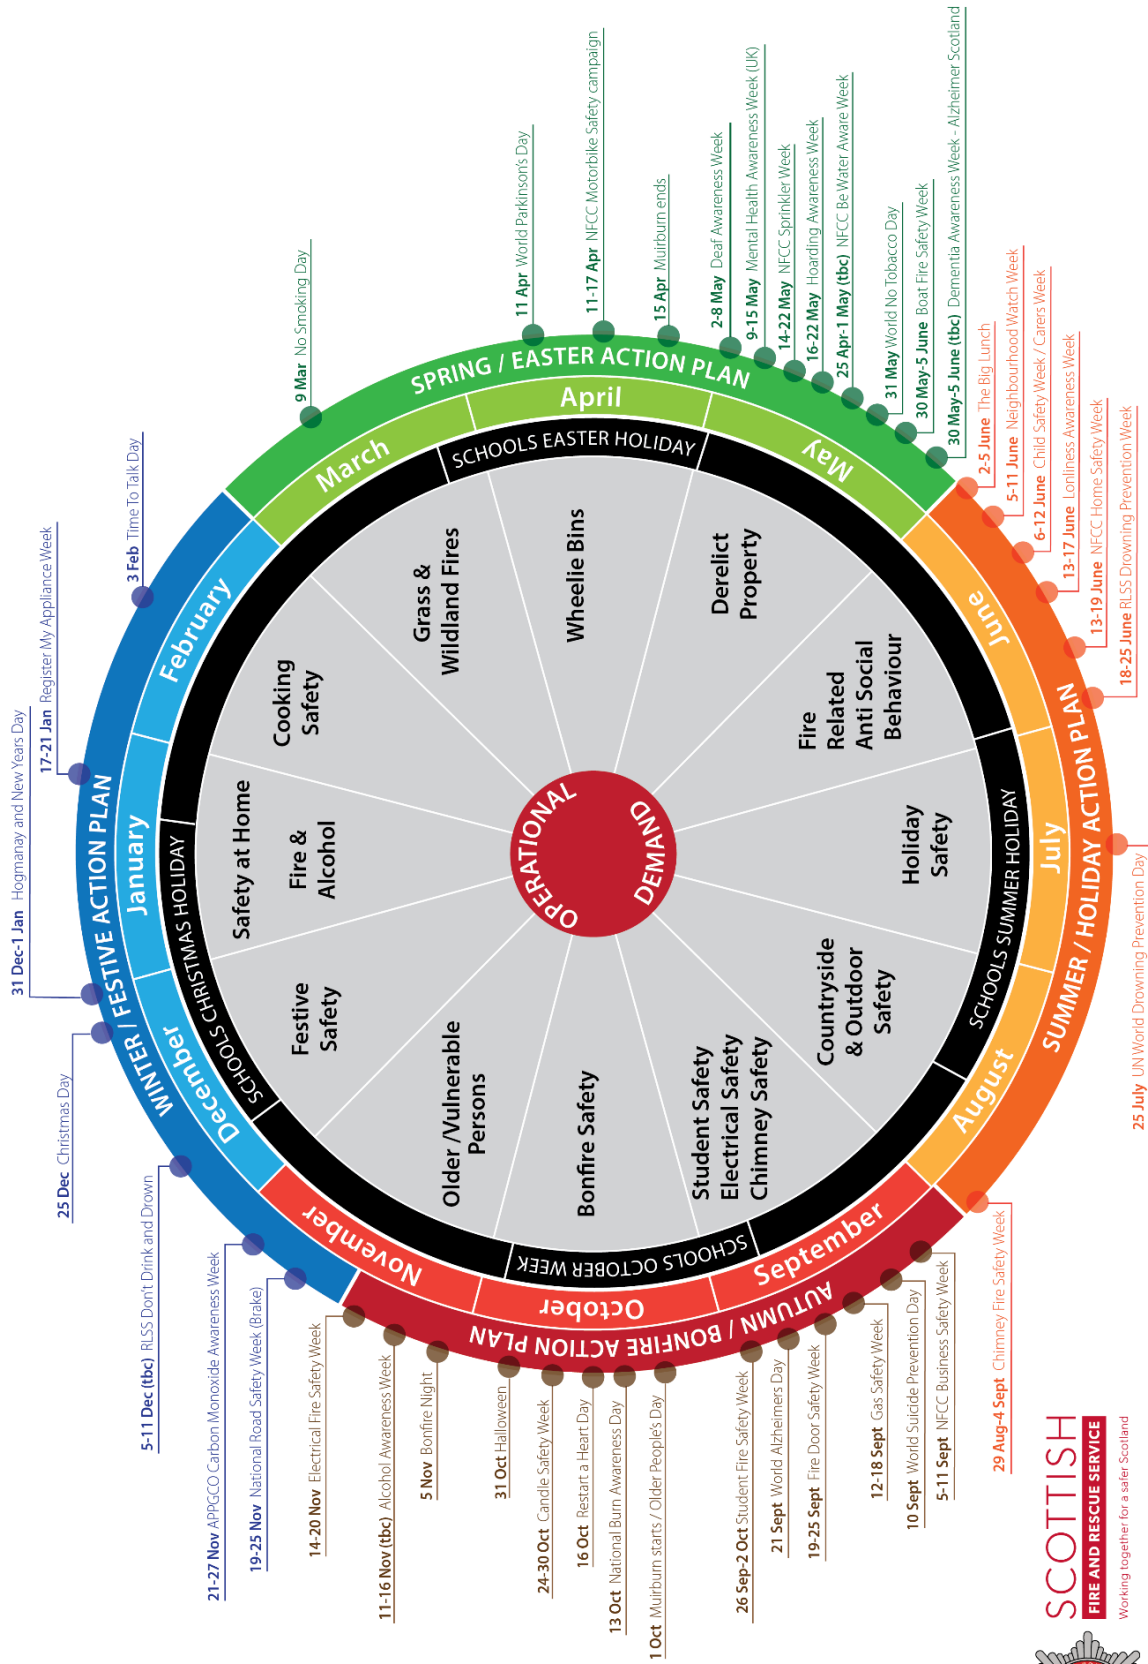 31 Dec-1 Jan Hogmanay and New Years Day
17-21 Jan Register My Appliance Week
3 Feb Time To Talk Day
9 Mar No Smoking Day
11 Apr World Parkinson's Day
11-17 Apr NFCC Motorbike Safety campaign
15 Apr Muirburn ends
2-8 May Deaf Awareness Week
9-15 May Mental Health Awareness Week (UK)
14-22 May NFCC Sprinkler Week
16-22 May Hoarding Awareness Week
25 Apr-1 May (tbc) NFCC Be Water Aware Week
31 May World No Tobacco Day
30 May-5 June Boat Fire Safety Week
30 May-5 June (tbc) Dementia Awareness Week - Alzheimer Scotland
2-5 June The Big Lunch
5-11 June Neighbourhood Watch Week
6-12 June Child Safety Week / Carers Week
13-17 June Lonliness Awareness Week
13-19 June NFCC Home Safety Week
18-25 June RLSS Drowning Prevention Week
25 July UN World Drowning Prevention Day
29 Aug-4 Sept Chimney Fire Safety Week
5-11 Sept NFCC Business Safety Week
10 Sept World Suicide Prevention Day
12-18 Sept Gas Safety Week
19-25 Sept Fire Door Safety Week
21 Sept World Alzheimers Day
26 Sep-2 Oct Student Fire Safety Week
1 Oct Muirburn starts / Older People's Day
13 Oct National Burn Awareness Day
16 Oct Restart a Heart Day
24-30 Oct Candle Safety Week
31 Oct Halloween
5 Nov Bonfire Night
11-16 Nov (tbc) Alcohol Awareness Week
14-20 Nov Electrical Fire Safety Week
19-25 Nov National Road Safety Week (Brake)
21-27 Nov APPGCO Carbon Monoxide Awareness Week
5-11 Dec (tbc) RLSS Don't Drink and Drown
25 Dec Christmas Day
WINTER / FESTIVE ACTION PLAN
SPRING / EASTER ACTION PLAN
SUMMER / HOLIDAY ACTION PLAN
AUTUMN / BONFIRE ACTION PLAN
January
February
March
April
May
June
July
August
September
October
November
December
SCHOOLS CHRISTMAS HOLIDAY
SCHOOLS EASTER HOLIDAY
SCHOOLS SUMMER HOLIDAY
SCHOOLS OCTOBER WEEK
Safety at Home
Fire &
Alcohol
Cooking
Safety
Grass &
Wildland Fires
Wheelie Bins
Derelict
Property
Fire
Related
Anti Social
Behaviour
Holiday
Safety
Countryside
& Outdoor
Safety
Student Safety
Electrical Safety
Chimney Safety
Bonfire Safety
Older /Vulnerable
Persons
Festive
Safety
OPERATIONAL
DEMAND
SCOTTISH
FIRE AND RESCUE SERVICE
Working together for a safer Scotland